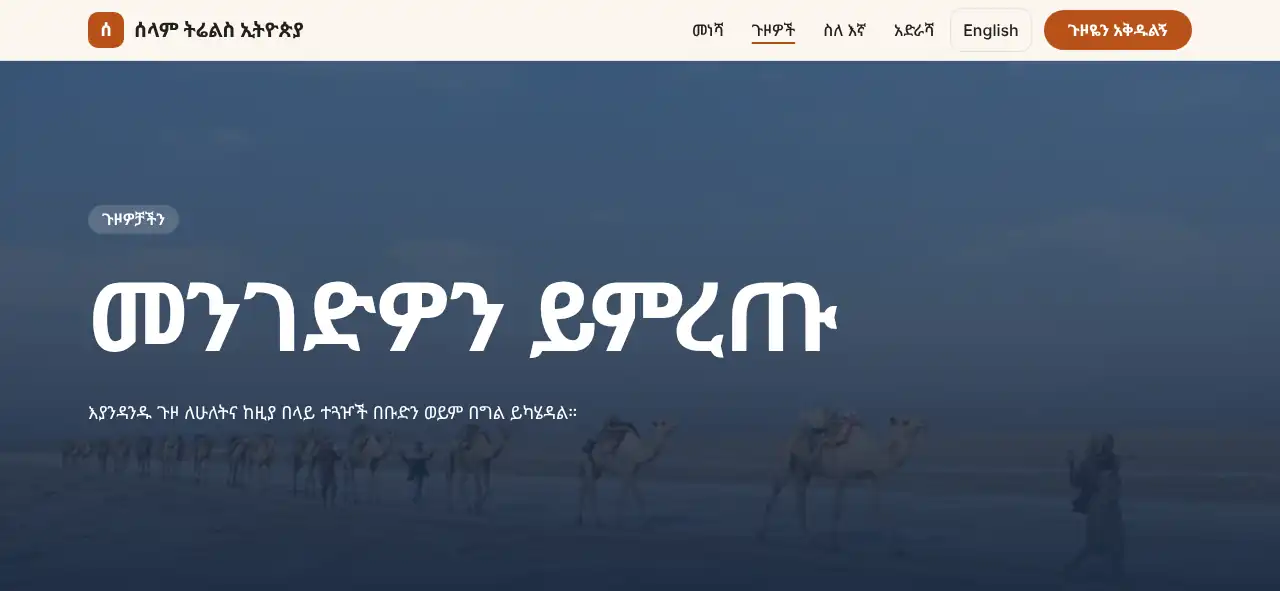 ሰ
ሰላም ትሬልስ ኢትዮጵያ
መነሻ
ጉዞዎች
ስለ እኛ
አድራሻ
English
ጉዞዬን አቅዱልኝ
ጉዞዎቻችን
መንገድዎን ይምረጡ
እያንዳንዱ ጉዞ ለሁለትና ከዚያ በላይ ተጓዦች በቡድን ወይም በግል ይካሄዳል።